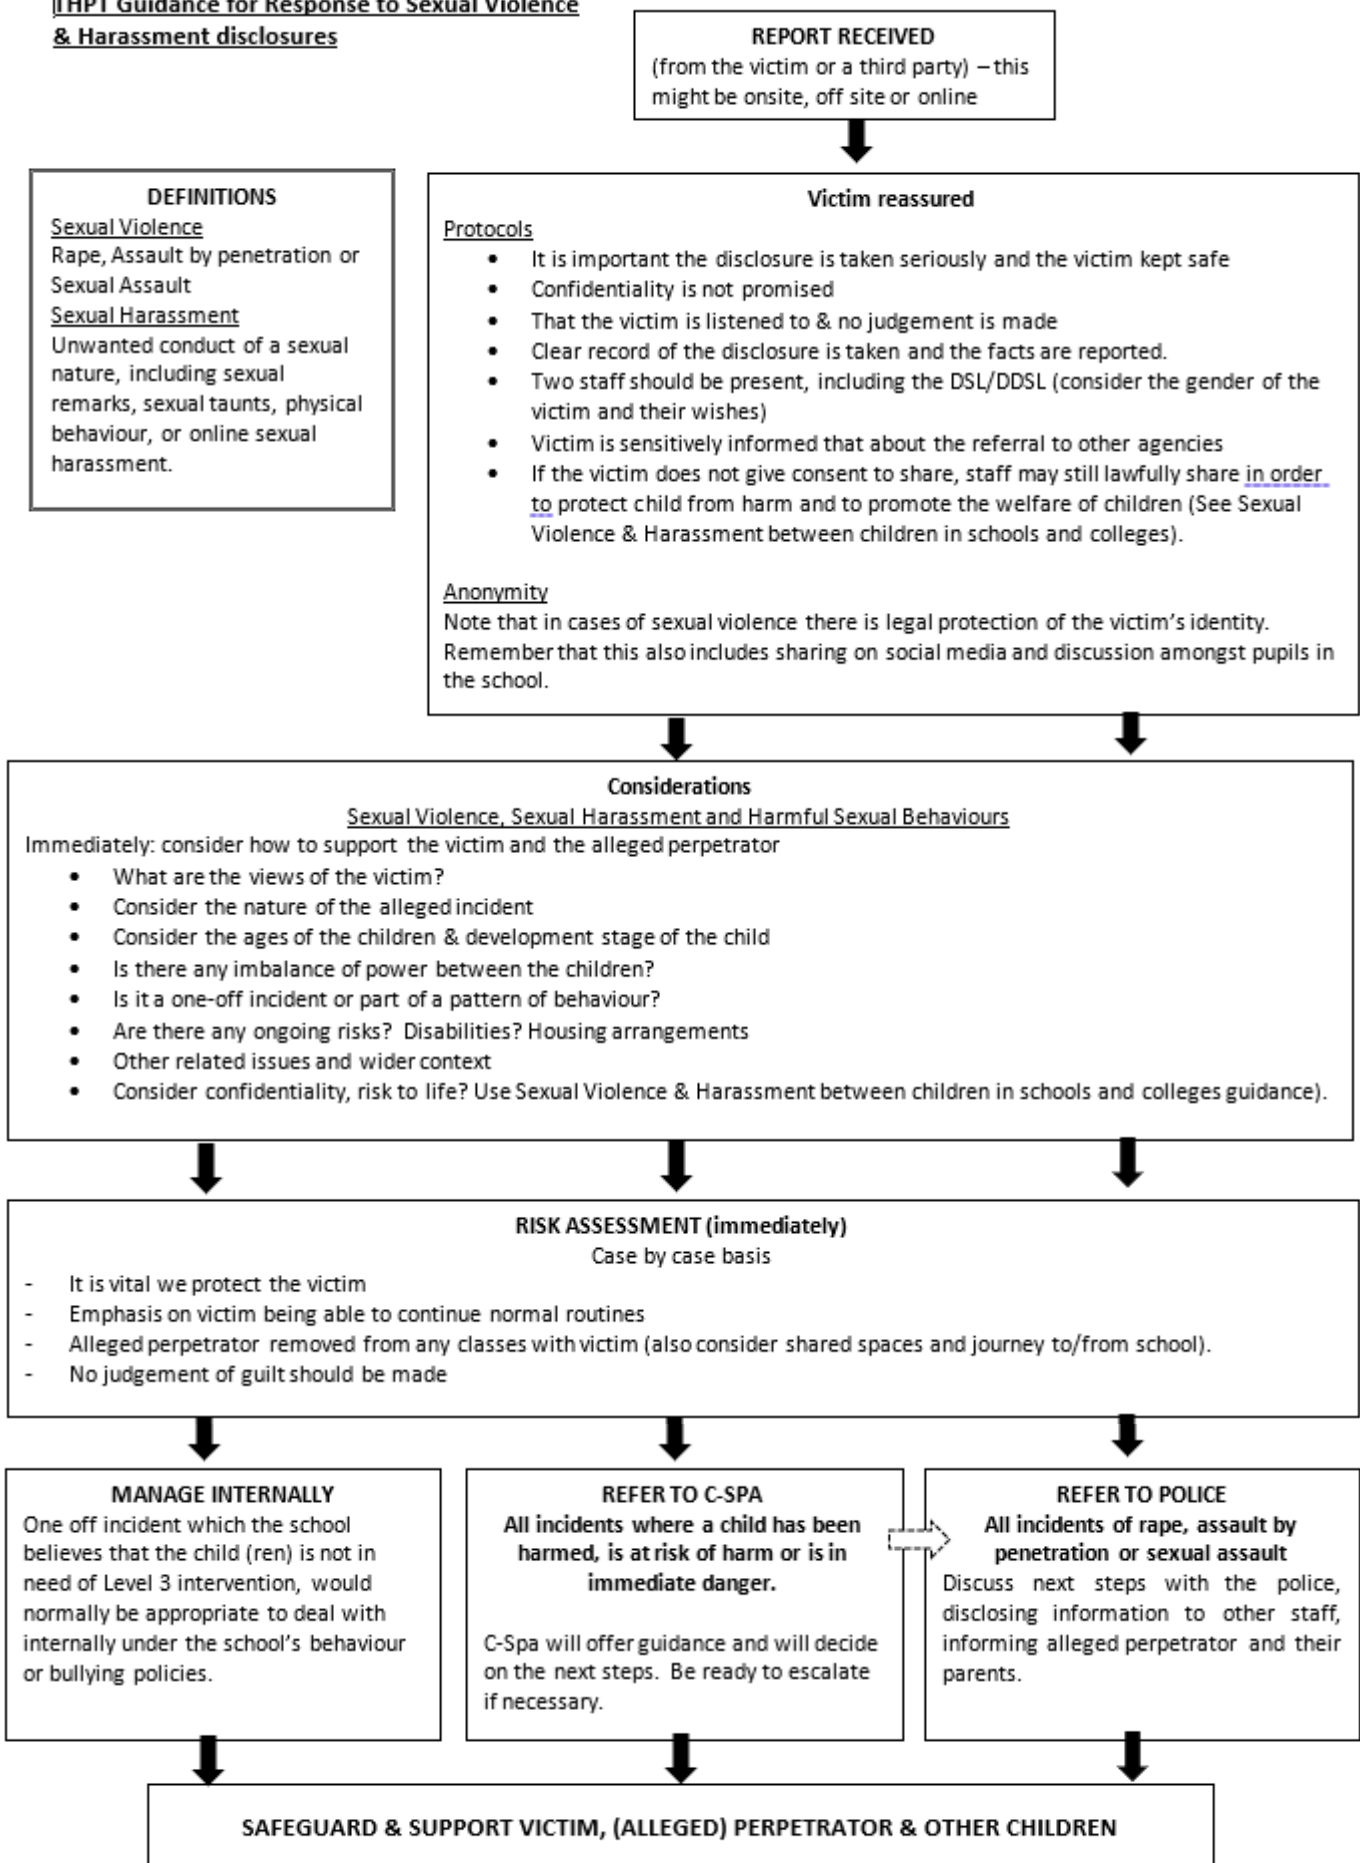 THPT Guidance for Response to Sexual Violence
& Harassment disclosures
REPORT RECEIVED
(from the victim or a third party) – this
might be onsite, off site or online
DEFINITIONS
Sexual Violence
Rape, Assault by penetration or
Sexual Assault
Sexual Harassment
Unwanted conduct of a sexual
nature, including sexual
remarks, sexual taunts, physical
behaviour, or online sexual
harassment.
Victim reassured
Protocols
• It is important the disclosure is taken seriously and the victim kept safe
• Confidentiality is not promised
• That the victim is listened to & no judgement is made
• Clear record of the disclosure is taken and the facts are reported.
• Two staff should be present, including the DSL/DDSL (consider the gender of the
victim and their wishes)
• Victim is sensitively informed that about the referral to other agencies
• If the victim does not give consent to share, staff may still lawfully share in order
to protect child from harm and to promote the welfare of children (See Sexual
Violence & Harassment between children in schools and colleges).
Anonymity
Note that in cases of sexual violence there is legal protection of the victim's identity.
Remember that this also includes sharing on social media and discussion amongst pupils in
the school.
Considerations
Sexual Violence, Sexual Harassment and Harmful Sexual Behaviours
Immediately: consider how to support the victim and the alleged perpetrator
• What are the views of the victim?
• Consider the nature of the alleged incident
• Consider the ages of the children & development stage of the child
• Is there any imbalance of power between the children?
• Is it a one-off incident or part of a pattern of behaviour?
• Are there any ongoing risks? Disabilities? Housing arrangements
• Other related issues and wider context
• Consider confidentiality, risk to life? Use Sexual Violence & Harassment between children in schools and colleges guidance).
RISK ASSESSMENT (immediately)
Case by case basis
- It is vital we protect the victim
- Emphasis on victim being able to continue normal routines
- Alleged perpetrator removed from any classes with victim (also consider shared spaces and journey to/from school).
- No judgement of guilt should be made
MANAGE INTERNALLY
One off incident which the school
believes that the child (ren) is not in
need of Level 3 intervention, would
normally be appropriate to deal with
internally under the school's behaviour
or bullying policies.
REFER TO C-SPA
All incidents where a child has been
harmed, is at risk of harm or is in
immediate danger.
C-Spa will offer guidance and will decide
on the next steps. Be ready to escalate
if necessary.
REFER TO POLICE
All incidents of rape, assault by
penetration or sexual assault
Discuss next steps with the police,
disclosing information to other staff,
informing alleged perpetrator and their
parents.
SAFEGUARD & SUPPORT VICTIM, (ALLEGED) PERPETRATOR & OTHER CHILDREN